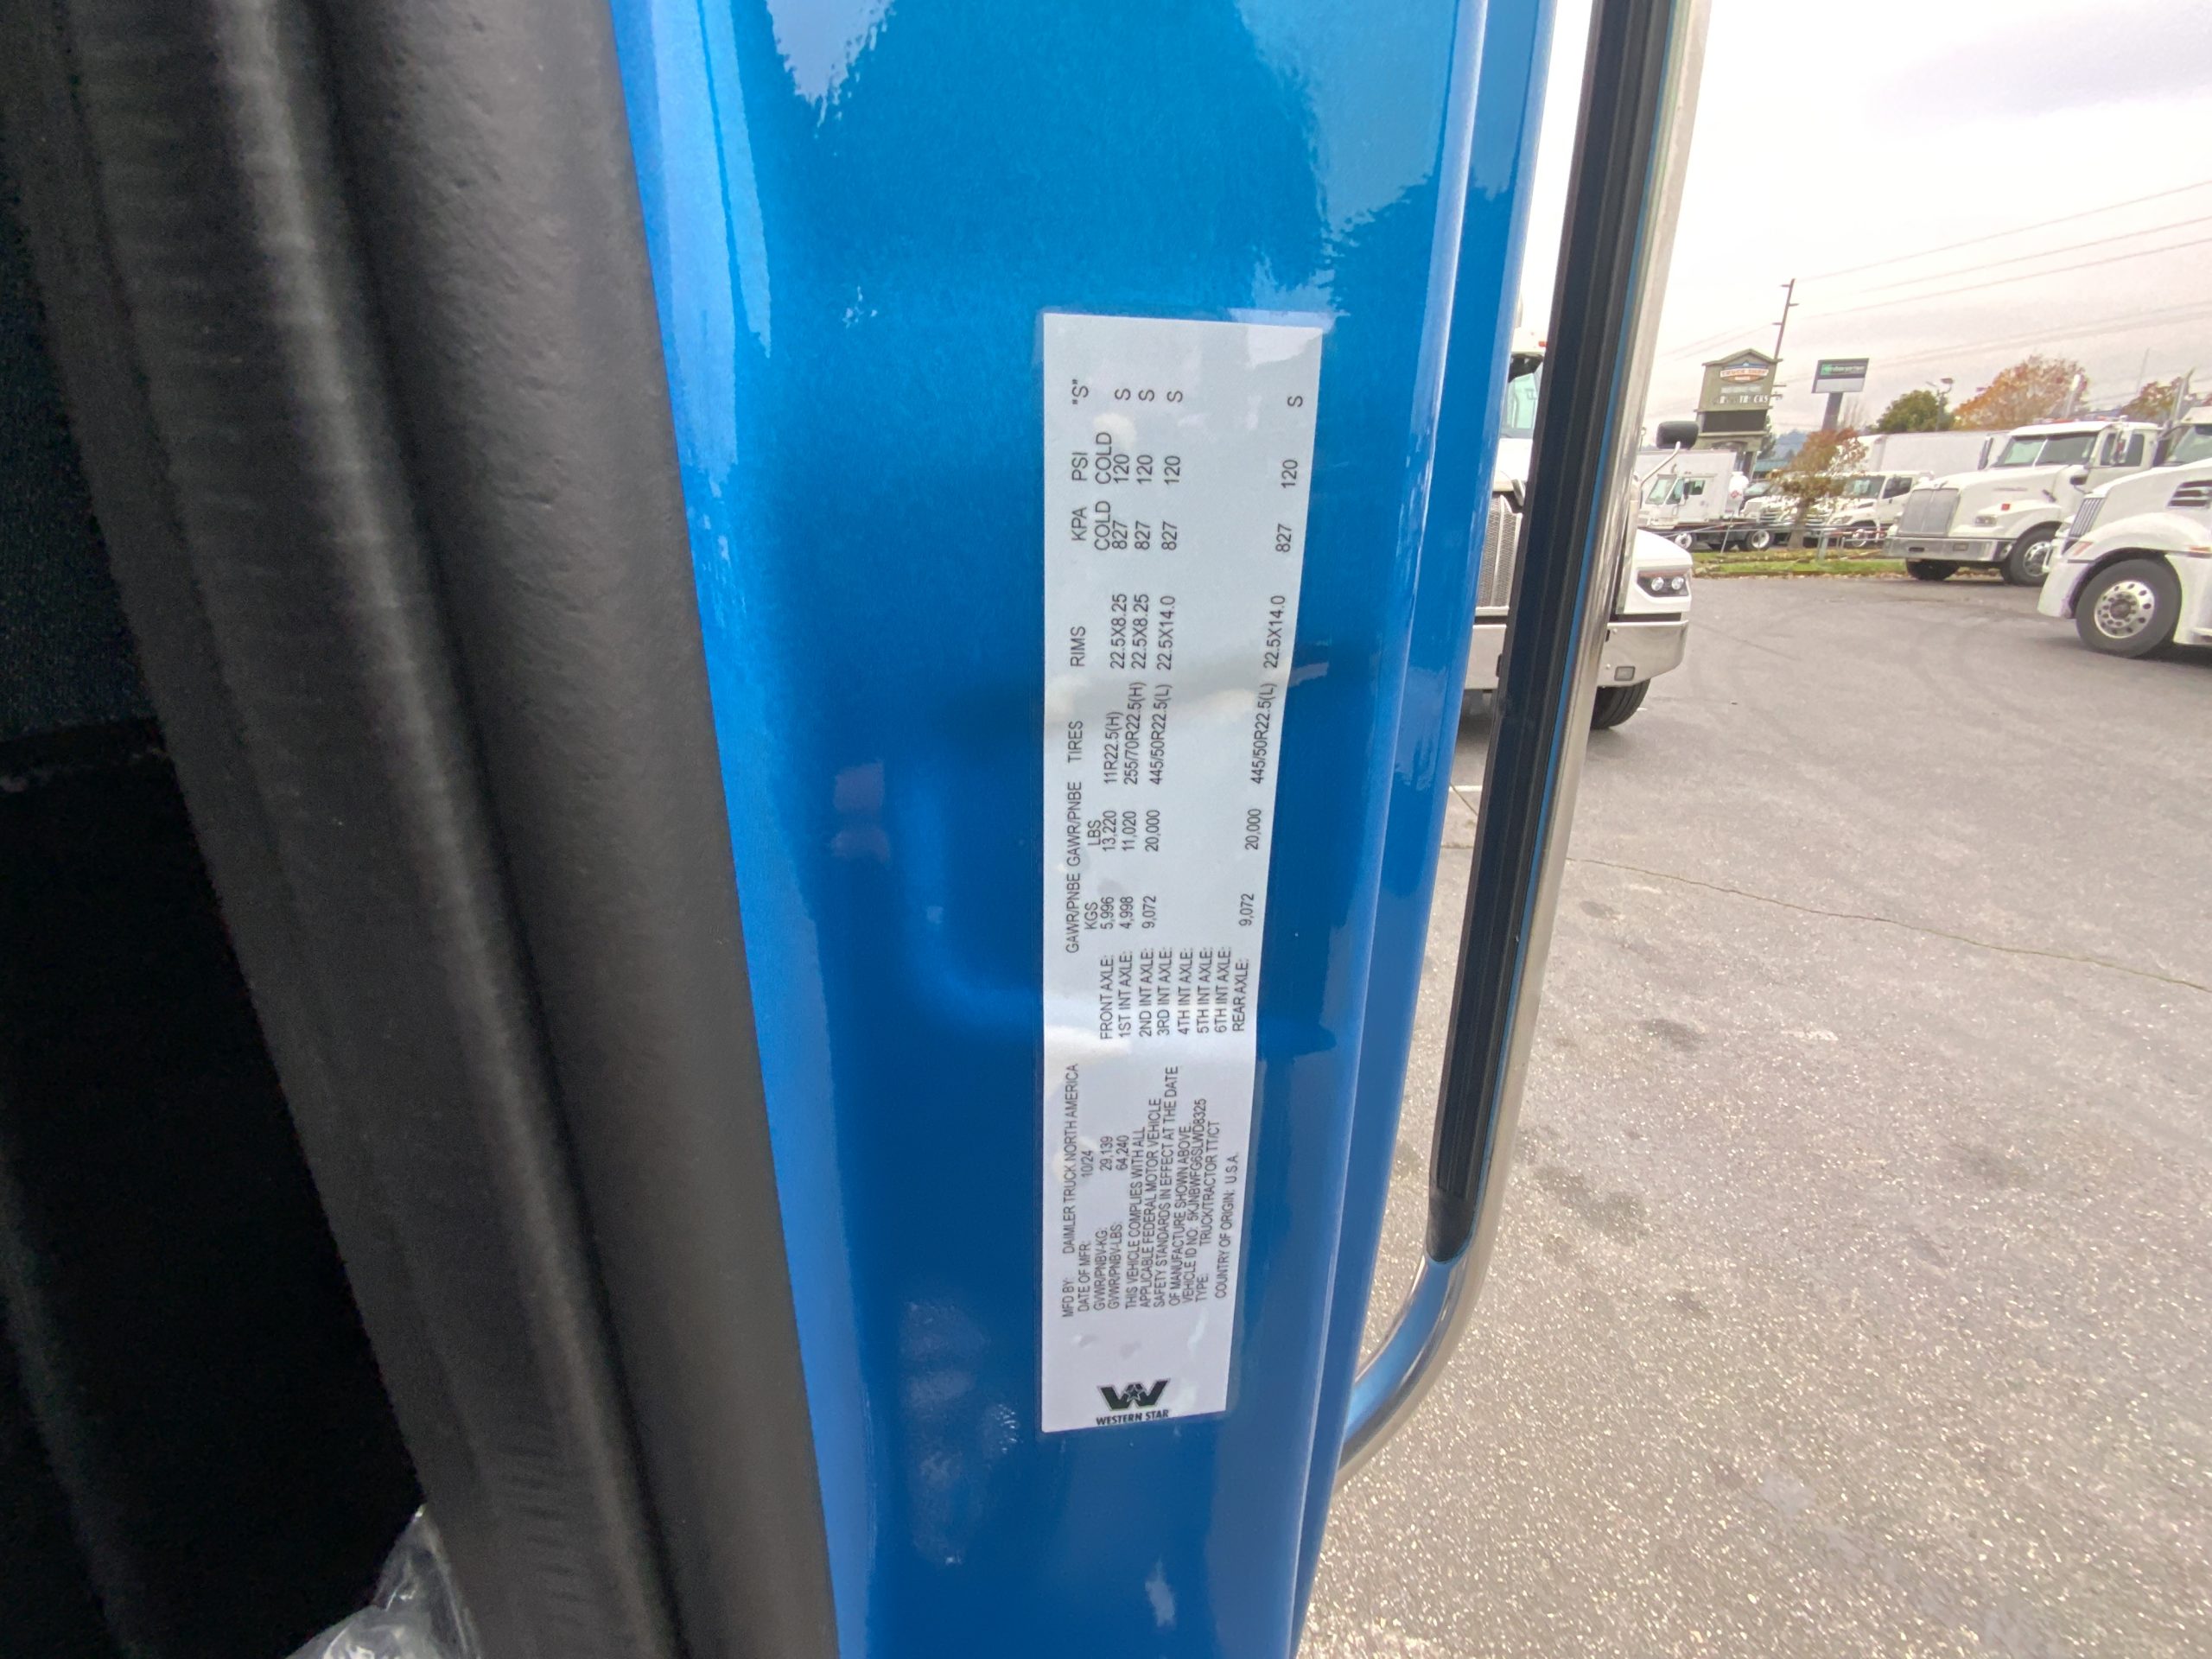 WESTERN STAR
MFD BY: DAIMLER TRUCK NORTH AMERICA
DATE OF MFR: 10/24
GVWR/PNBV-KG: 29,139
GVWR/PNBV-LBS: 64,240
THIS VEHICLE COMPLIES WITH ALL
APPLICABLE FEDERAL MOTOR VEHICLE
SAFETY STANDARDS IN EFFECT AT THE DATE
OF MANUFACTURE SHOWN ABOVE.
VEHICLE ID NO: 5KJNBWFG6SLWD8325
TYPE: TRUCK/TRACTOR TT/CT
COUNTRY OF ORIGIN: U.S.A.
GAWR/PNBE GAWR/PNBE TIRES RIMS KPA PSI "S"
KGS LBS COLD COLD
FRONT AXLE: 5,996 13,220 11R22.5(H) 22.5X8.25 827 120 S
1ST INT AXLE: 4,998 11,020 255/70R22.5(H) 22.5X8.25 827 120 S
2ND INT AXLE: 9,072 20,000 445/50R22.5(L) 22.5X14.0 827 120 S
3RD INT AXLE:
4TH INT AXLE:
5TH INT AXLE:
6TH INT AXLE:
REAR AXLE: 9,072 20,000 445/50R22.5(L) 22.5X14.0 827 120 S